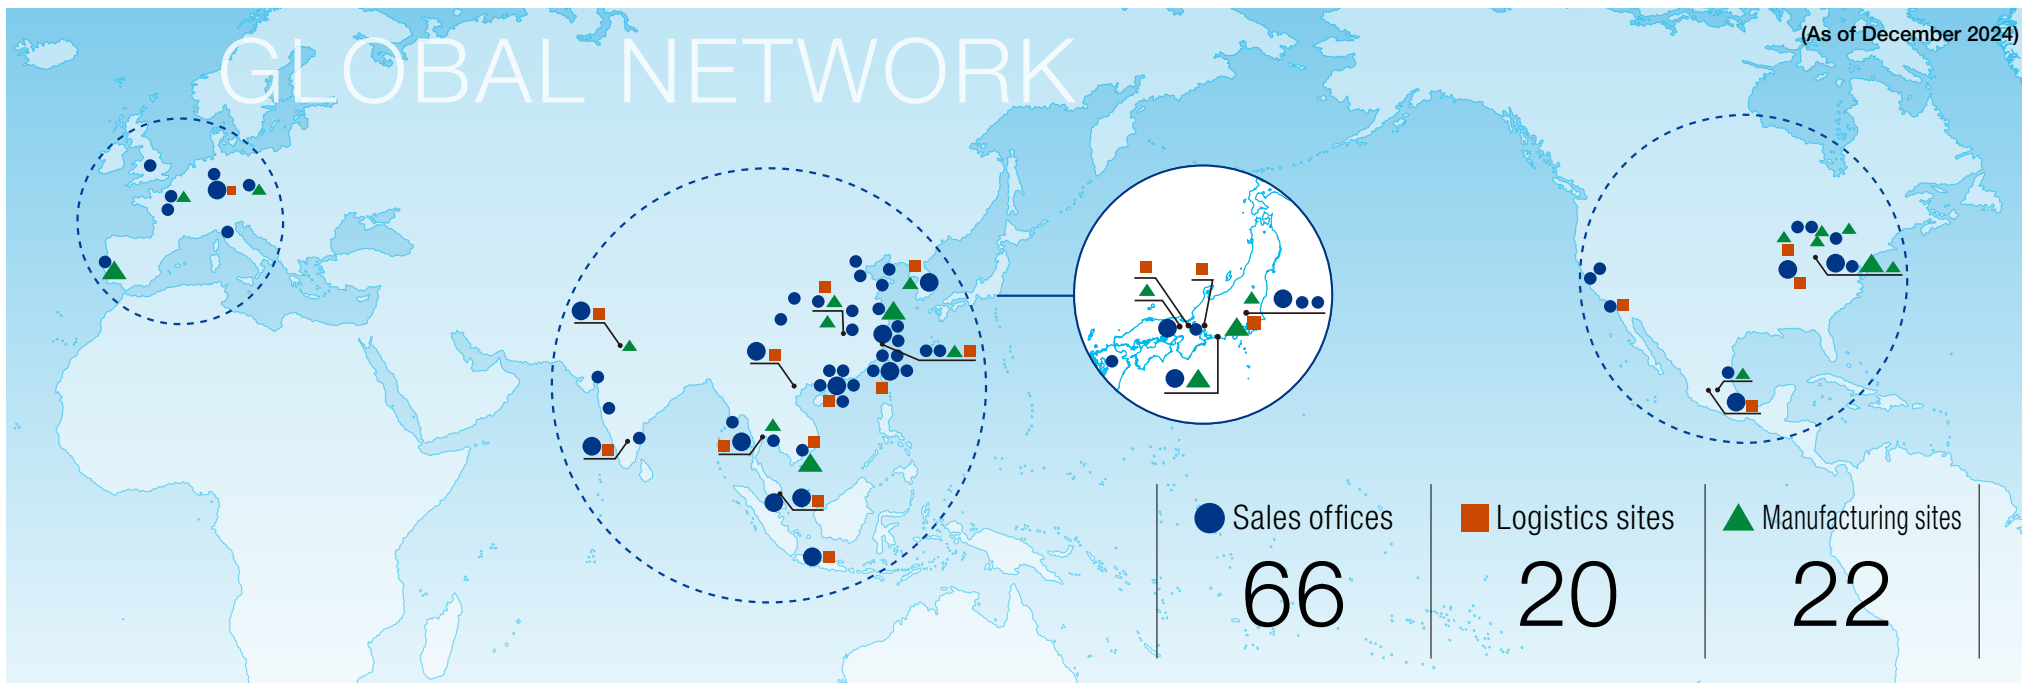 GLOBAL NETWORK
(As of December 2024)
Sales offices
66
Logistics sites
20
Manufacturing sites
22